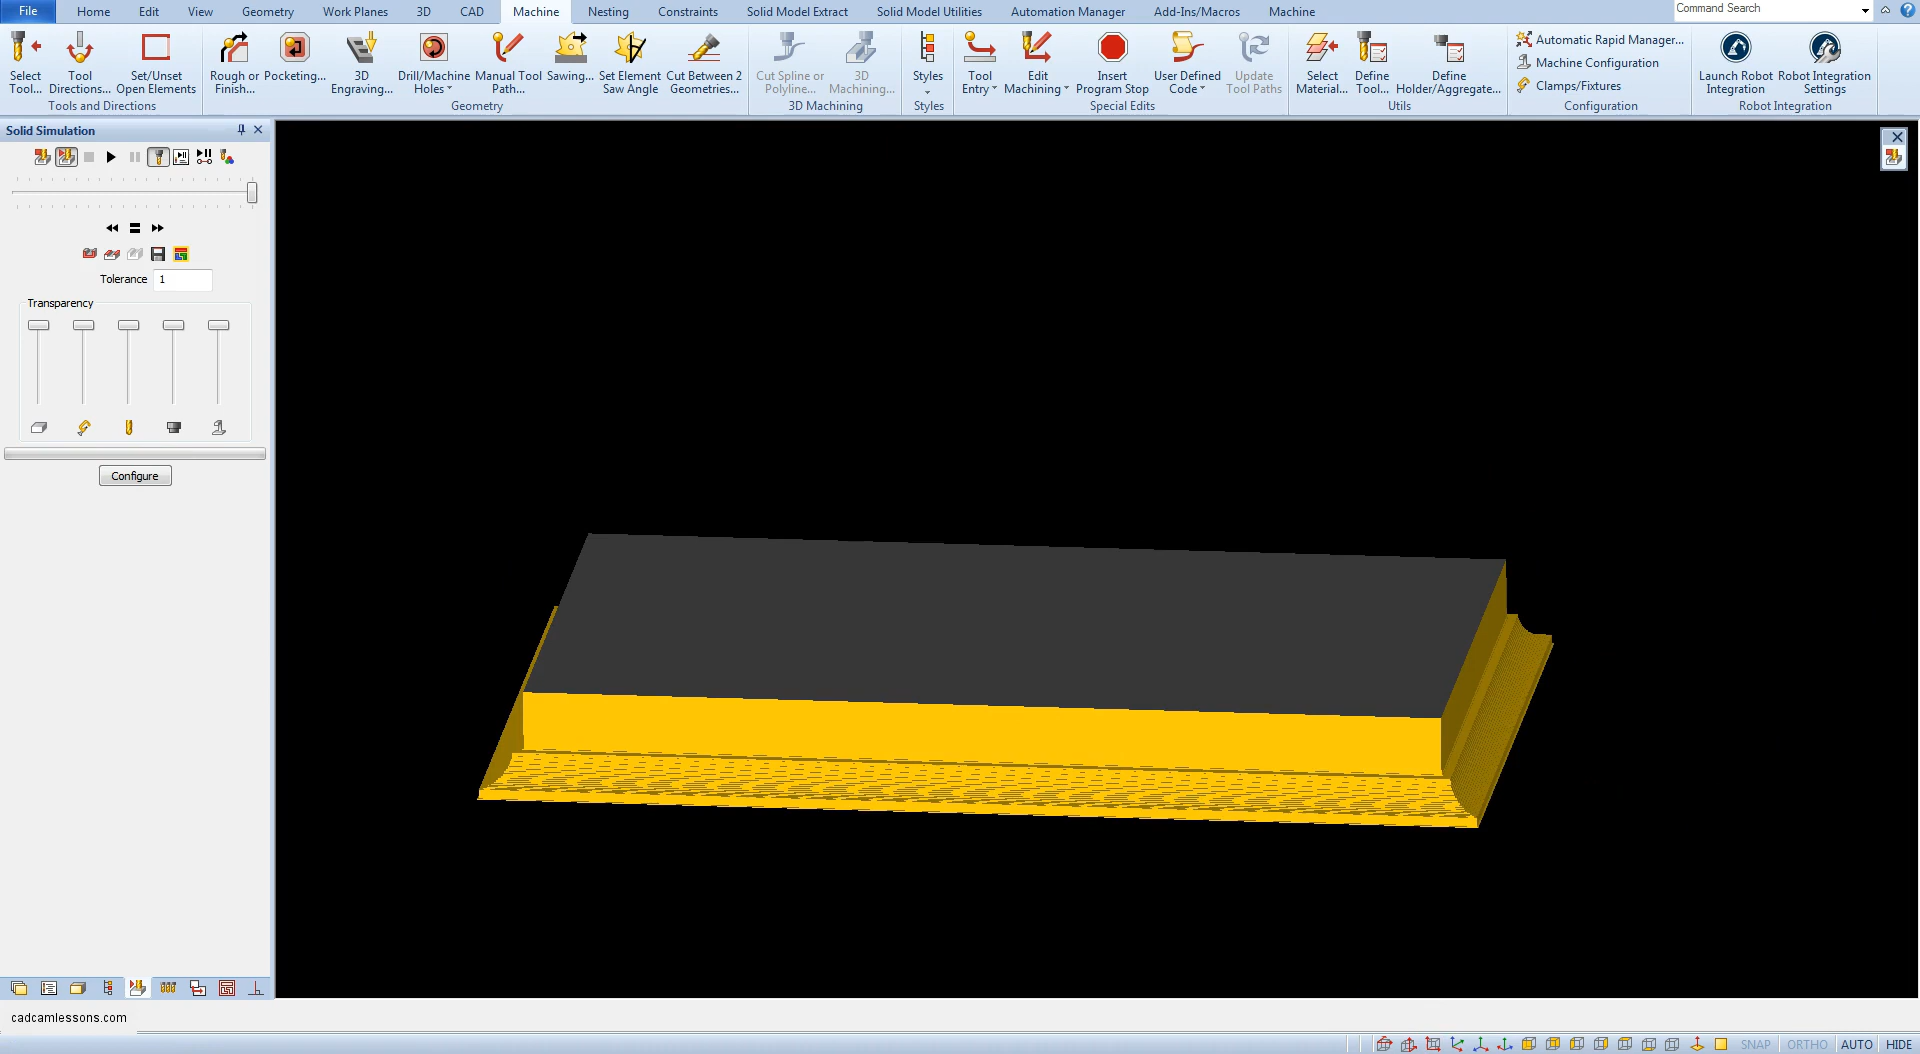 File Home Edit View Geometry Work Planes 3D CAD Machine Nesting Constraints Solid Model Extract Solid Model Utilities Automation Manager Add-Ins/Macros Machine Command Search
Select Tool...
Tool Directions...
Set/Unset Open Elements
Tools and Directions
Rough or Finish...
Pocketing...
3D Engraving...
Drill/Machine Holes
Manual Tool Path...
Sawing...
Set Element Saw Angle
Cut Between 2 Geometries...
Geometry
Cut Spline or Polyline...
3D Machining...
3D Machining
Styles
Styles
Tool Entry
Edit Machining
Insert Program Stop
User Defined Code
Update Tool Paths
Special Edits
Select Material...
Define Tool...
Define Holder/Aggregate...
Utils
Automatic Rapid Manager...
Machine Configuration
Clamps/Fixtures
Configuration
Launch Robot Integration
Robot Integration Settings
Robot Integration
Solid Simulation
Tolerance 1
Transparency
Configure
cadcamlessons.com
SNAP ORTHO AUTO HIDE